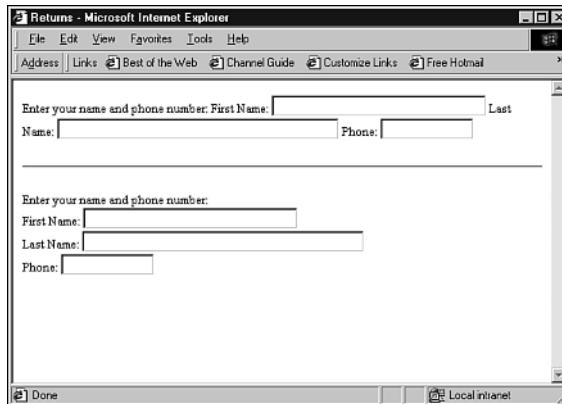 Returns - Microsoft Internet Explorer
File Edit View Favorites Tools Help
Address Links Best of the Web Channel Guide Customize Links Free Hotmail »
Enter your name and phone number: First Name: Last
Name: Phone:
Enter your name and phone number:
First Name:
Last Name:
Phone:
Done Local intranet